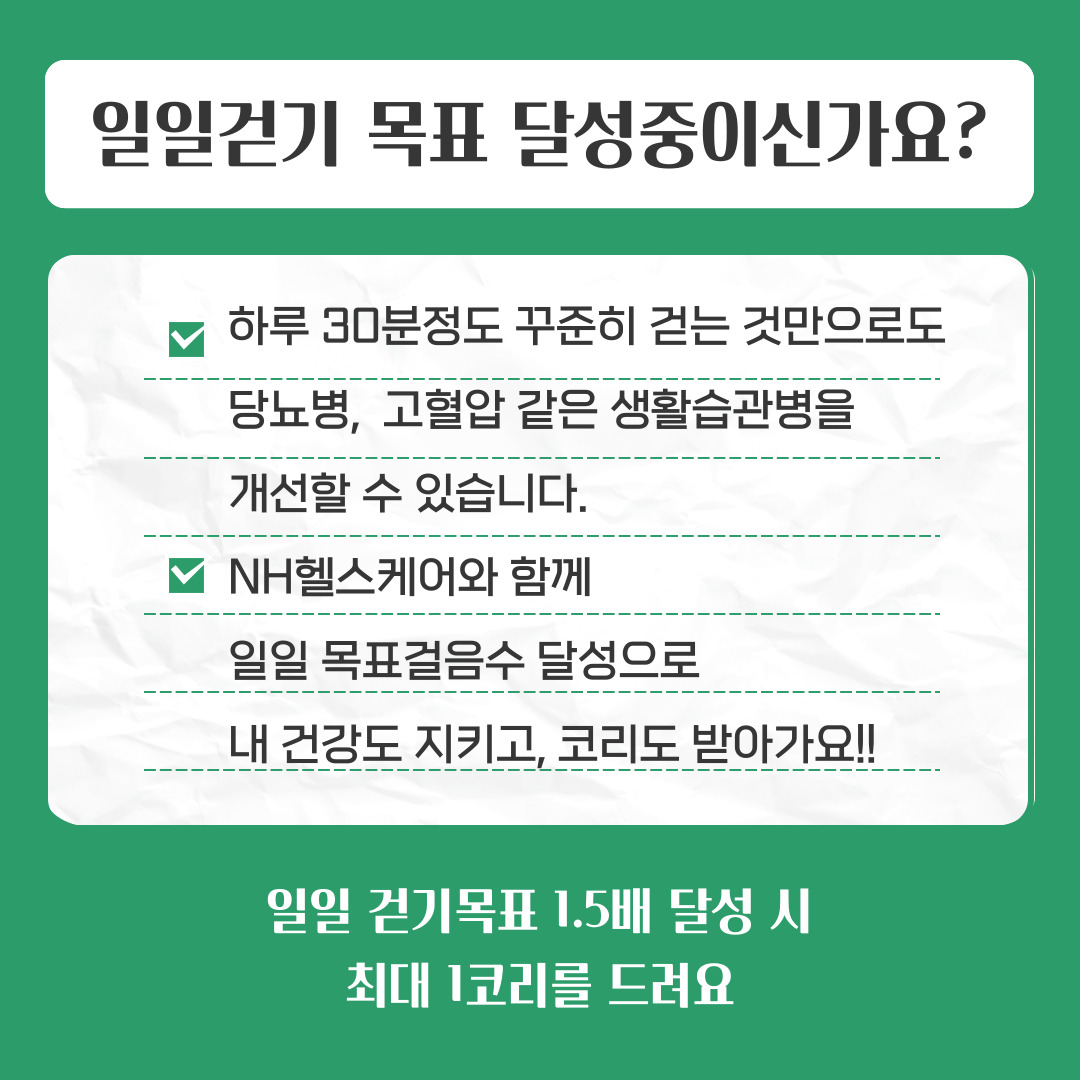 일일걷기 목표 달성중이신가요?
하루 30분정도 꾸준히 걷는 것만으로도
당뇨병, 고혈압 같은 생활습관병을
개선할 수 있습니다.
NH헬스케어와 함께
일일 목표걸음수 달성으로
내 건강도 지키고, 코리도 받아가요!!
일일 걷기목표 1.5배 달성 시
최대 1코리를 드려요